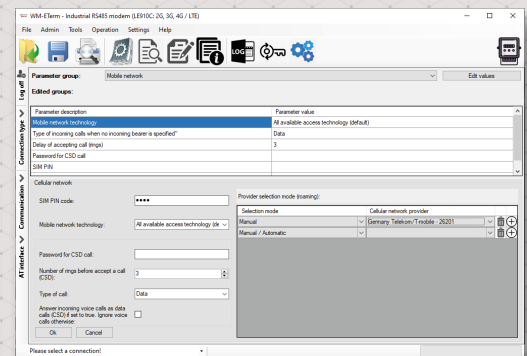 WM-ETerm - Industrial RS485 modem (LE910C: 2G, 3G, 4G / LTE)
File Admin Tools Operation Settings Help
LOG
Parameter group: Mobile network
Edit values
Edited groups:
Log off
Connection type
Communication
AT interface
Parameter description Parameter value
Mobile network technology All available access technology (default)
Type of incoming calls when no incoming bearer is specified" Data
Delay of accepting call (rings) 3
Password for CSD call
SIM PIN
Cellular network
SIM PIN code:
Mobile network technology: All available access technology (de
Password for CSD call:
Number of rings before accept a call
(CSD): 3
Type of call: Data
Answer incoming voice calls as data
calls (CSD) if set to true. Ignore voice
calls otherwise:
Ok Cancel
Provider selection mode (roaming):
Selection mode Cellular network provider
Manual Germany Telekom/T-mobile - 26201
Manual / Automatic
Please select a connection!